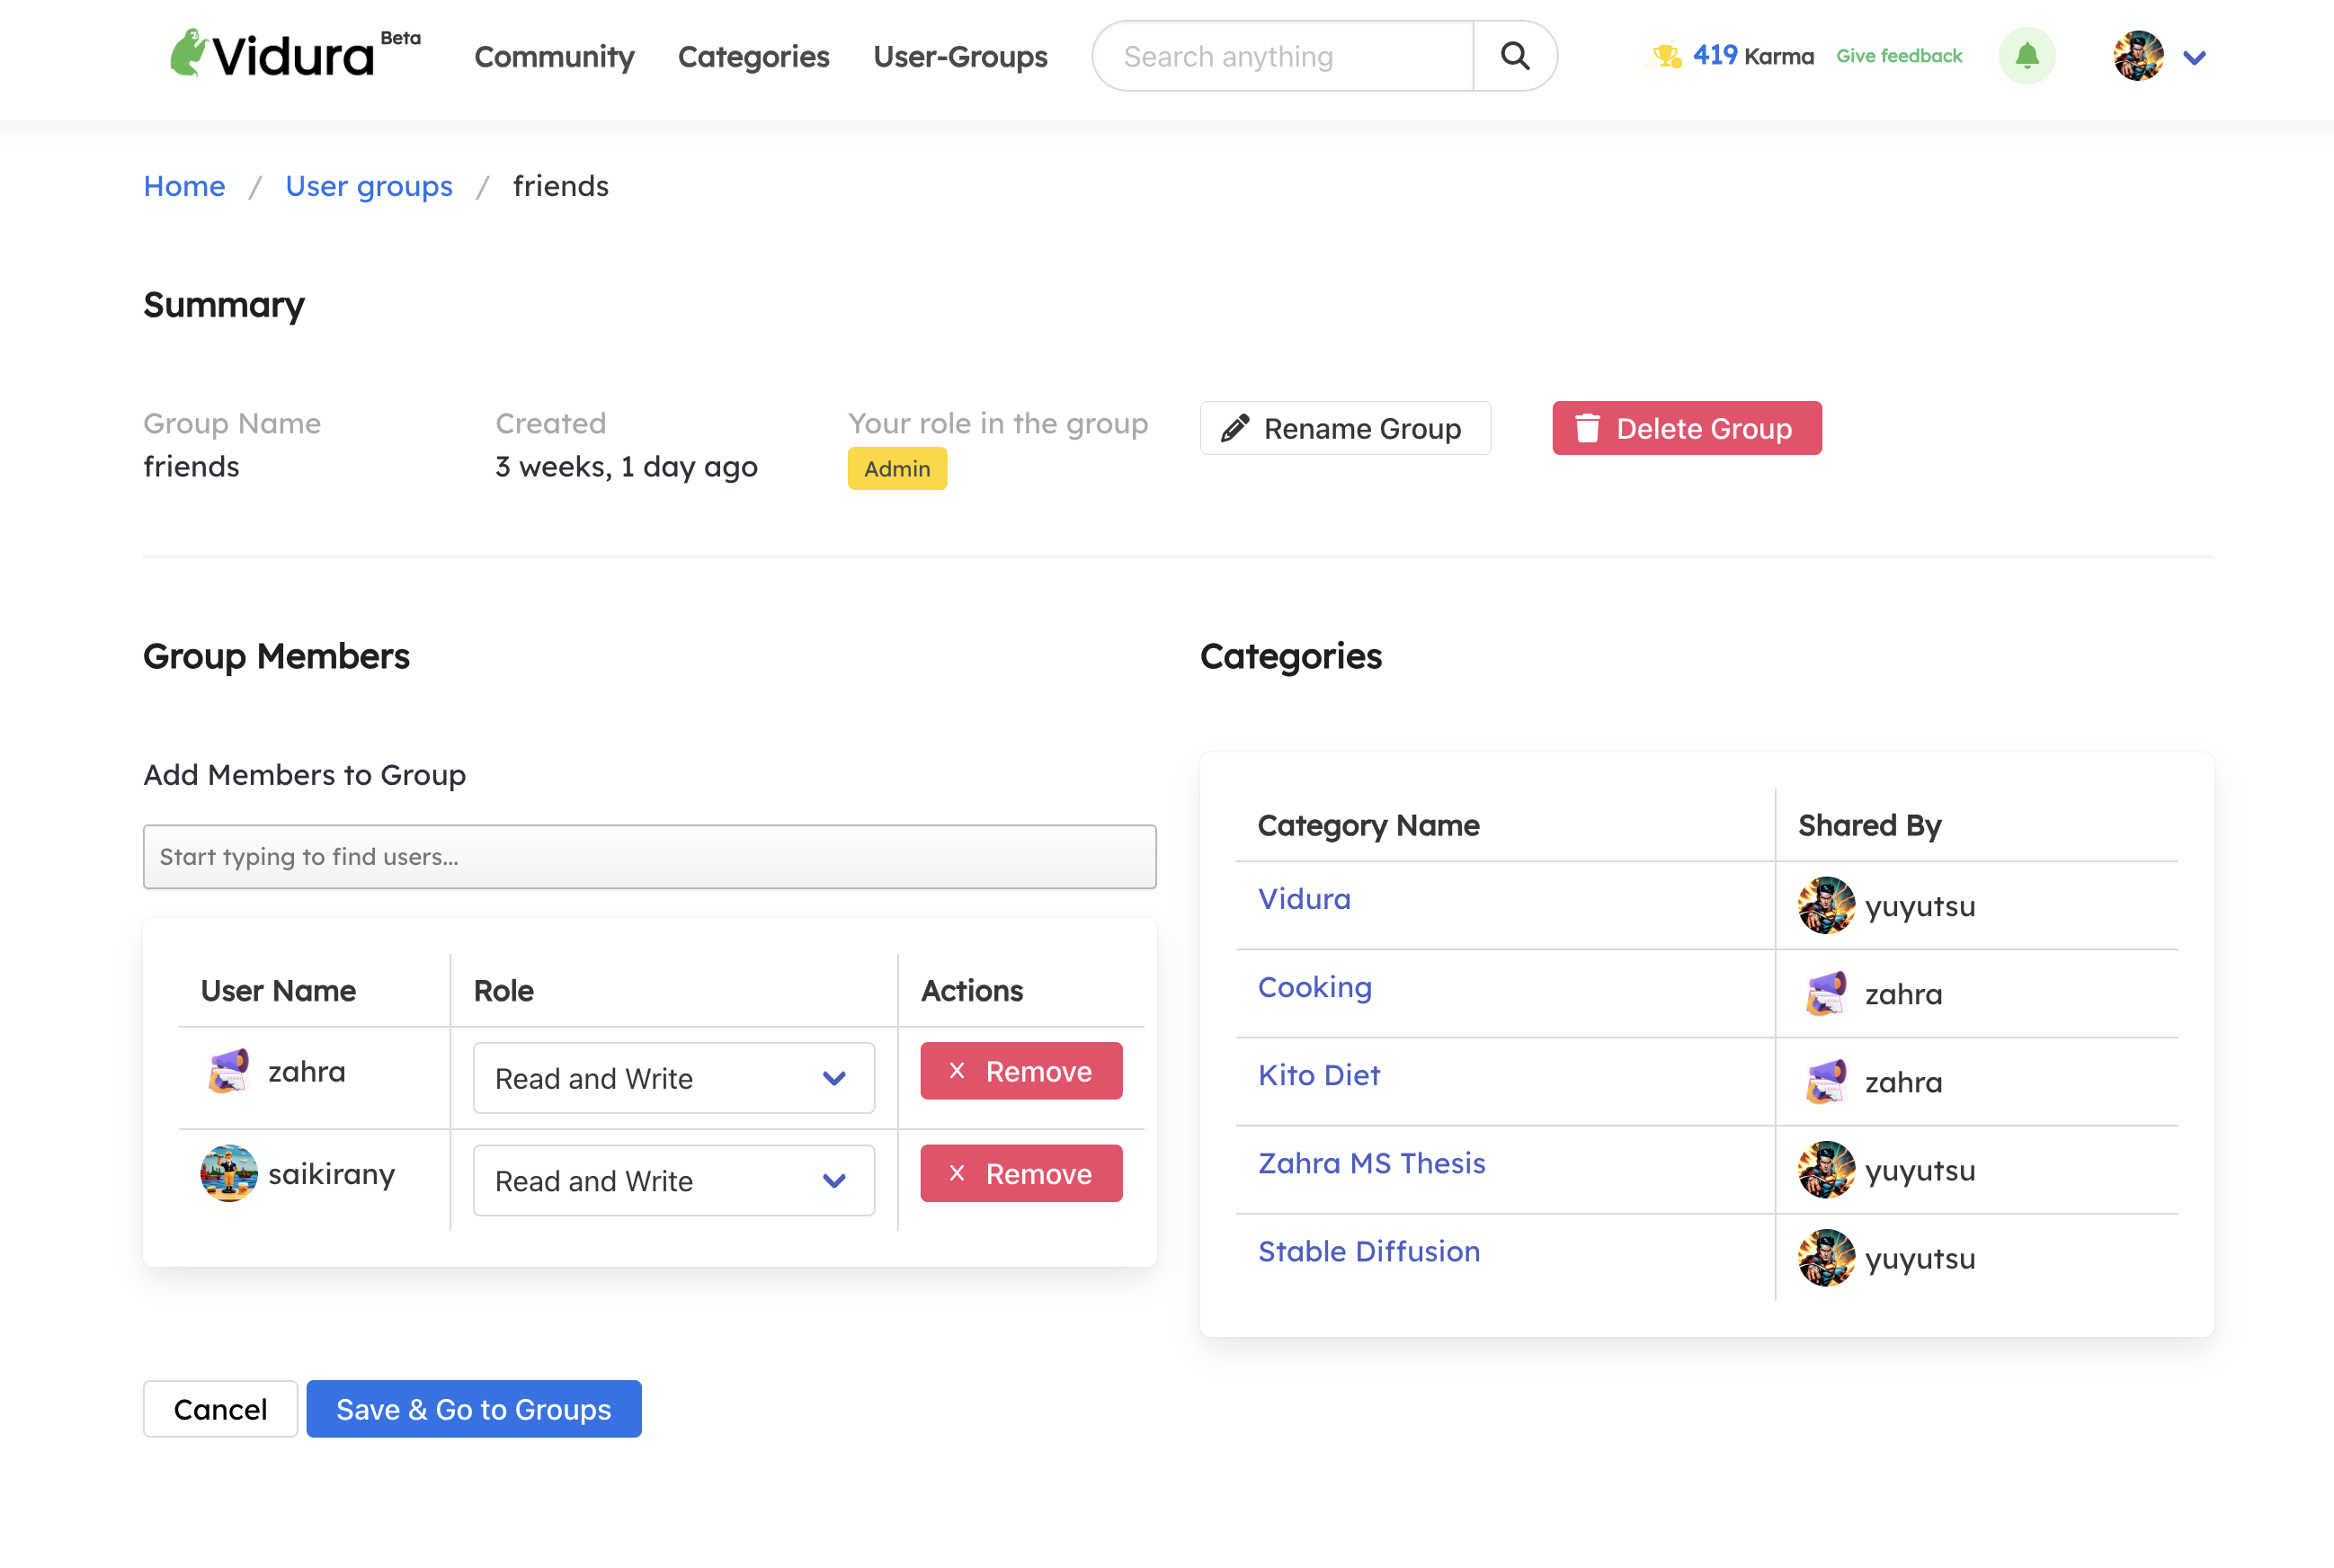 Vidura Beta
Community
Categories
User-Groups
Search anything
419 Karma
Give feedback
Home / User groups / friends
Summary
Group Name
friends
Created
3 weeks, 1 day ago
Your role in the group
Admin
Rename Group
Delete Group
Group Members
Add Members to Group
Start typing to find users...
User Name Role Actions
zahra Read and Write × Remove
saikirany Read and Write × Remove
Categories
Category Name Shared By
Vidura yuyutsu
Cooking zahra
Kito Diet zahra
Zahra MS Thesis yuyutsu
Stable Diffusion yuyutsu
Cancel
Save & Go to Groups